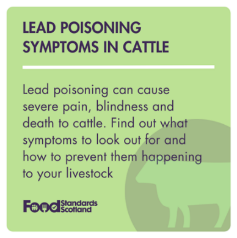 LEAD POISONING
SYMPTOMS IN CATTLE
Lead poisoning can cause
severe pain, blindness and
death to cattle. Find out what
symptoms to look out for and
how to prevent them happening
to your livestock
Food Standards
Scotland